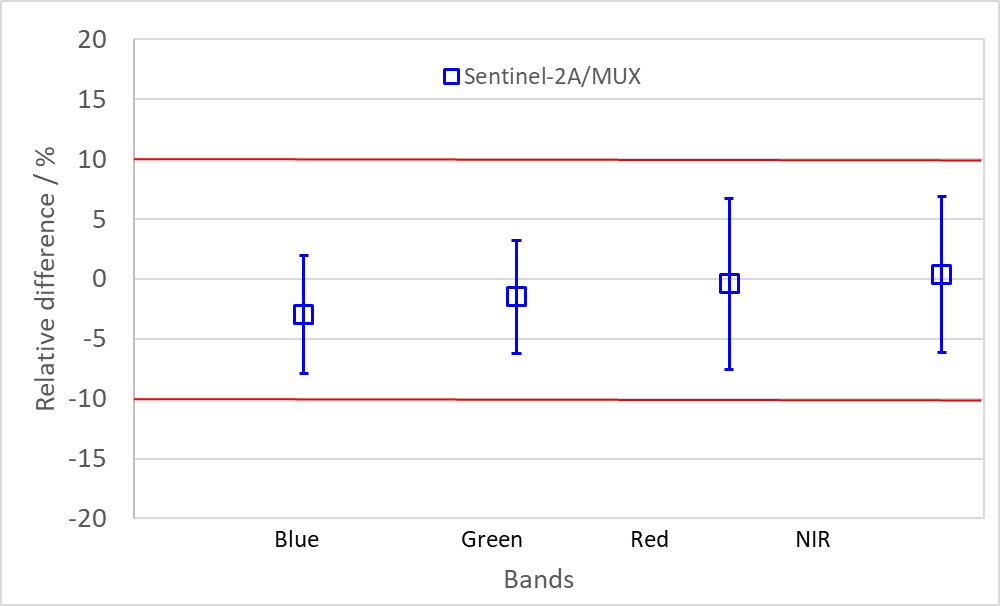 20
Sentinel-2A/MUX
15
10
5
0
-5
-10
-15
-20
Relative difference / %
Blue Green Red NIR
Bands